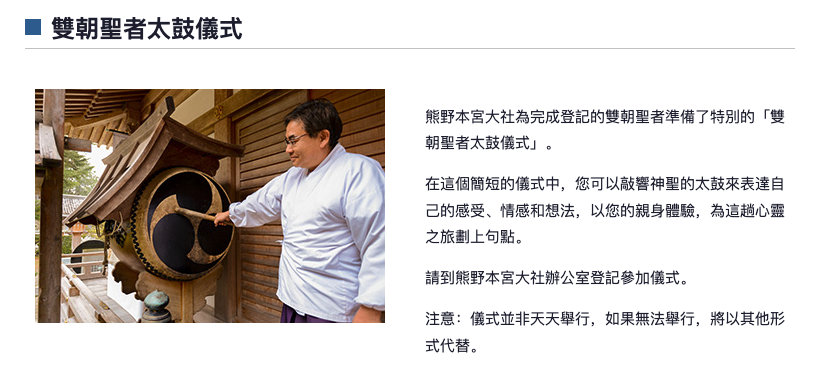 雙朝聖者太鼓儀式
熊野本宮大社為完成登記的雙朝聖者準備了特別的「雙
朝聖者太鼓儀式」。
在這個簡短的儀式中，您可以敲響神聖的太鼓來表達自
己的感受、情感和想法，以您的親身體驗，為這趟心靈
之旅劃上句點。
請到熊野本宮大社辦公室登記參加儀式。
注意：儀式並非天天舉行，如果無法舉行，將以其他形
式代替。